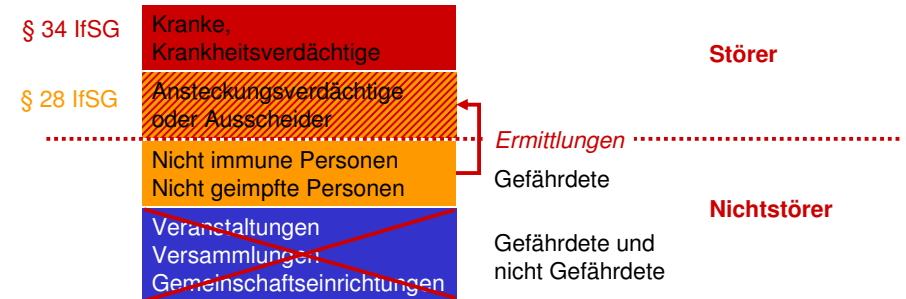 § 34 IfSG
Kranke,
Krankheitsverdächtige
Störer
§ 28 IfSG
Ansteckungsverdächtige
oder Ausscheider
Ermittlungen
Nicht immune Personen
Nicht geimpfte Personen
Gefährdete
Nichtstörer
Veranstaltungen
Versammlungen
Gemeinschaftseinrichtungen
Gefährdete und
nicht Gefährdete